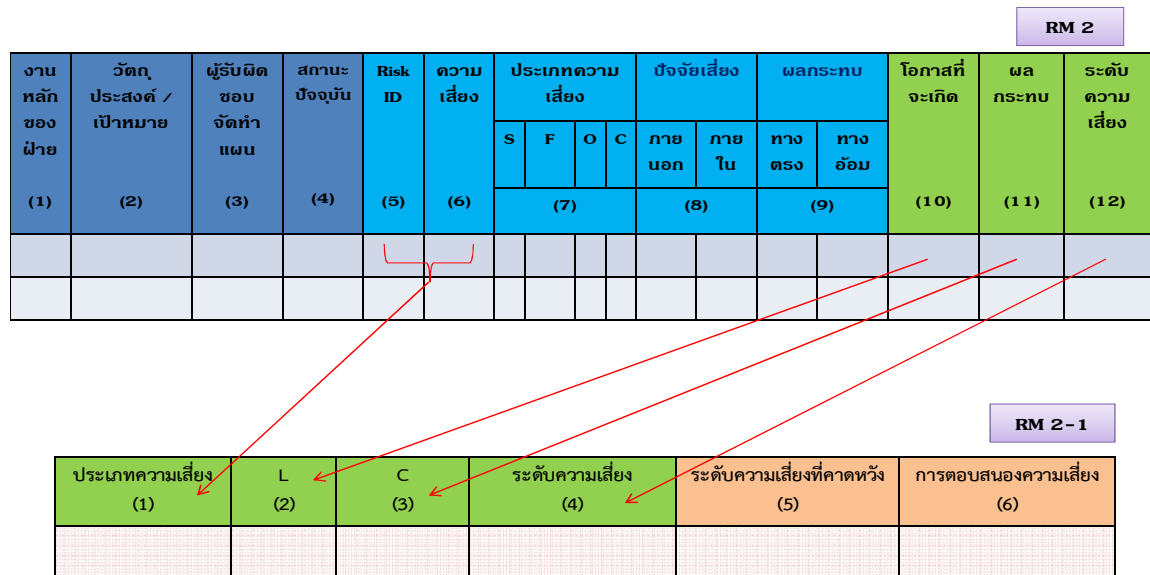 RM 2
งาน
หลัก
ของ
ฝ่าย
(1)
วัตถุ
ประสงค์ /
เป้าหมาย
(2)
ผู้รับผิด
ชอบ
จัดทำ
แผน
(3)
สถานะ
ปัจจุบัน
(4)
Risk
ID
(5)
ความ
เสี่ยง
(6)
ประเภทความ
เสี่ยง
S F O C
(7)
ปัจจัยเสี่ยง
ภาย
นอก
ภาย
ใน
(8)
ผลกระทบ
ทาง
ตรง
ทาง
อ้อม
(9)
โอกาสที่
จะเกิด
(10)
ผล
กระทบ
(11)
ระดับ
ความ
เสี่ยง
(12)
RM 2-1
ประเภทความเสี่ยง
(1)
L
(2)
C
(3)
ระดับความเสี่ยง
(4)
ระดับความเสี่ยงที่คาดหวัง
(5)
การตอบสนองความเสี่ยง
(6)